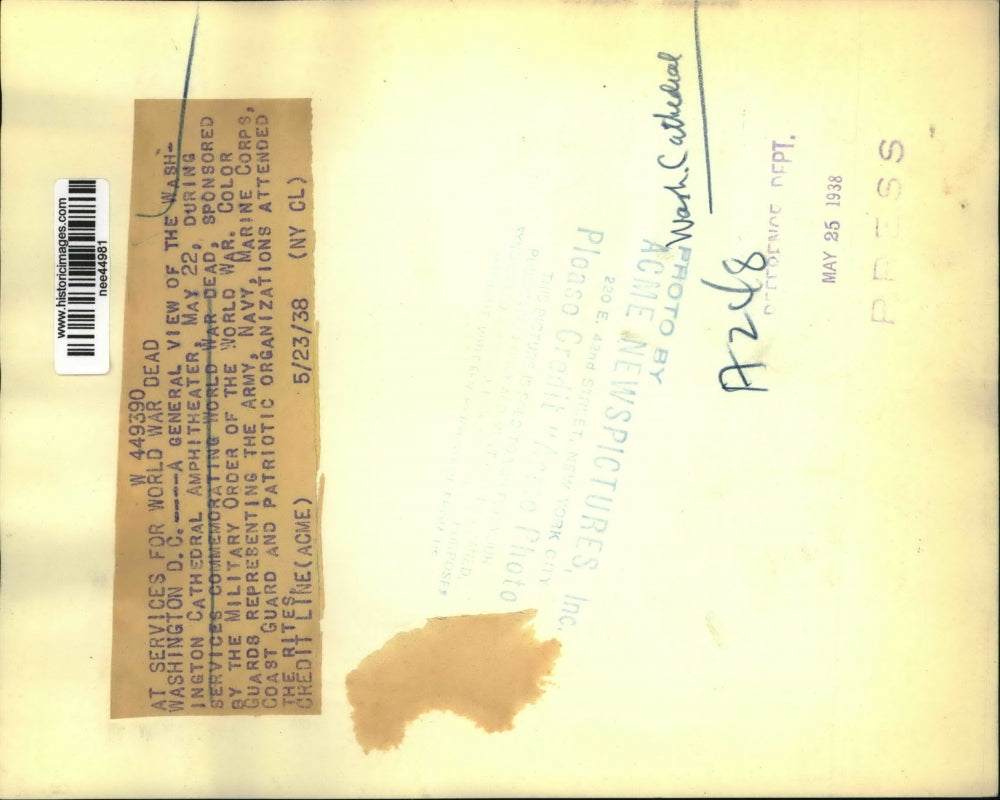 www.historicimages.com
nee44981
W 449390
AT SERVICES FOR WORLD WAR DEAD
WASHINGTON D.C.----A GENERAL VIEW OF THE WASH-
INGTON CATHEDRAL AMPHITHEATER, MAY 22, DURING
SERVICES COMMEMORATING WORLD WAR DEAD, SPONSORED
BY THE MILITARY ORDER OF THE WORLD WAR. COLOR
GUARDS REPRESENTING THE ARMY, NAVY, MARINE CORPS,
COAST GUARD AND PATRIOTIC ORGANIZATIONS ATTENDED
THE RITES.
CREDIT LINE(ACME) 5/23/38 (NY CL)
Please Credit "Acme Photo
220 E. 42nd STREET, NEW YORK CITY
ACME NEWSPICTURES, Inc.
PHOTO BY
Wash. Cathedral
A248
REFERENCE DEPT.
MAY 25 1938
PRESS